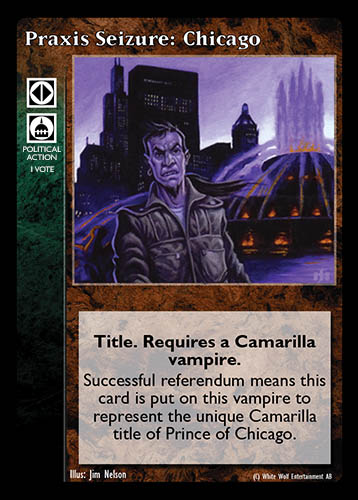 Praxis Seizure: Chicago
POLITICAL
ACTION
1 VOTE
Title. Requires a Camarilla
vampire.
Successful referendum means this
card is put on this vampire to
represent the unique Camarilla
title of Prince of Chicago.
Illus: Jim Nelson
(C) White Wolf Entertainment AB